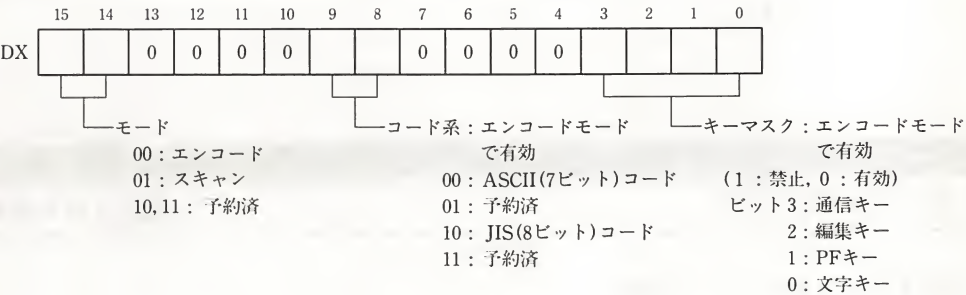 15 14 13 12 11 10 9 8 7 6 5 4 3 2 1 0
DX 0 0 0 0 0 0 0 0
モード
00：エンコード
01：スキャン
10, 11：予約済
コード系：エンコードモード
で有効
00：ASCII(7ビット)コード
01：予約済
10：JIS(8ビット)コード
11：予約済
キーマスク：エンコードモード
で有効
(1：禁止, 0：有効)
ビット3：通信キー
2：編集キー
1：PFキー
0：文字キー